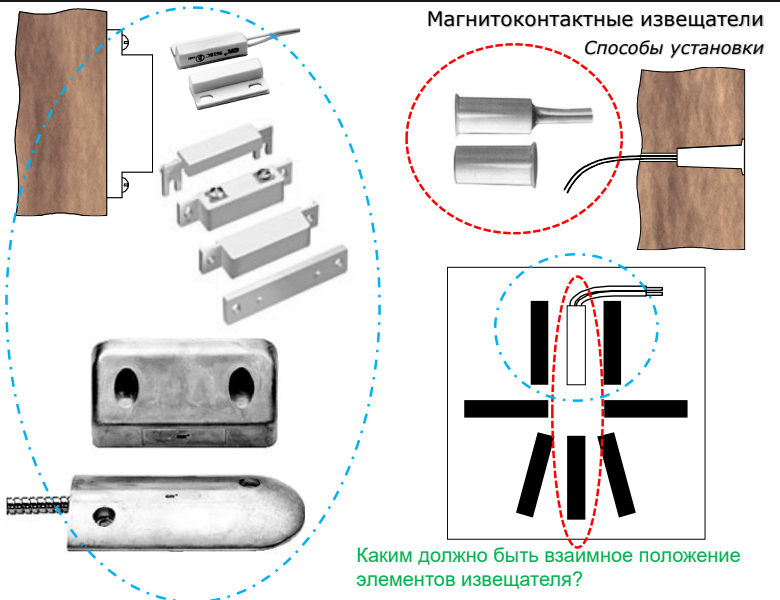 Магнитоконтактные извещатели
Способы установки
Каким должно быть взаимное положение
элементов извещателя?